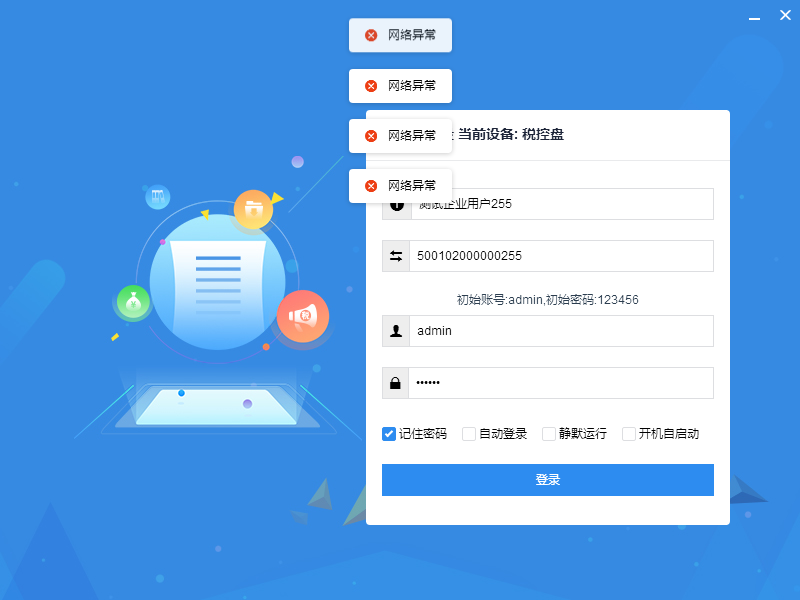 网络异常
网络异常
网络异常
网络异常
当前设备: 税控盘
测试企业用户255
500102000000255
初始账号:admin,初始密码:123456
admin
••••••
记住密码 自动登录 静默运行 开机自启动
登录